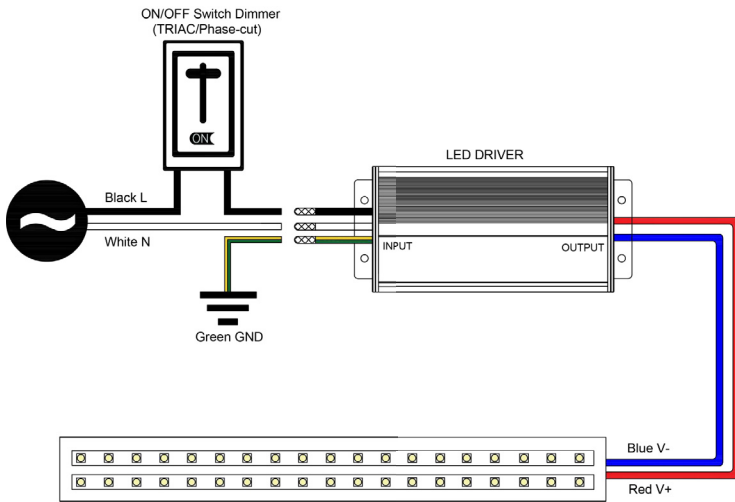 ON/OFF Switch Dimmer
(TRIAC/Phase-cut)
ON
LED DRIVER
Black L
White N
INPUT
OUTPUT
Green GND
Blue V-
Red V+